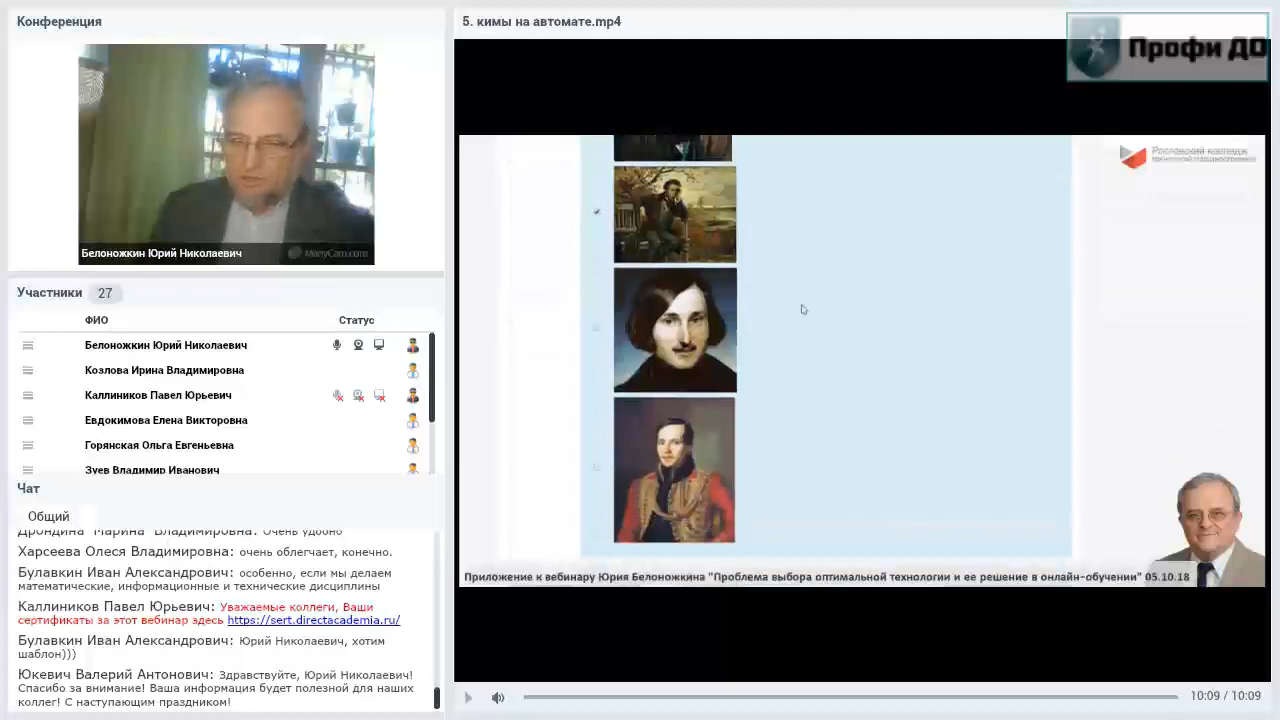 Конференция
Белоножкин Юрий Николаевич
ManyCam.com
Участники 27
ФИО Статус
Белоножкин Юрий Николаевич
Козлова Ирина Владимировна
Каллиников Павел Юрьевич
Евдокимова Елена Викторовна
Горянская Ольга Евгеньевна
Зуев Владимир Иванович
Чат
Общий
Дрондина Марина Владимировна: Очень удобно
Харсеева Олеся Владимировна: очень облегчает, конечно.
Булавкин Иван Александрович: особенно, если мы делаем
математические, информационные и технические дисциплины
Каллиников Павел Юрьевич: Уважаемые коллеги, Ваши
сертификаты за этот вебинар здесь https://sert.directacademia.ru/
Булавкин Иван Александрович: Юрий Николаевич, хотим
шаблон)))
Юкевич Валерий Антонович: Здравствуйте, Юрий Николаевич!
Спасибо за внимание! Ваша информация будет полезной для наших
коллег! С наступающим праздником!
5. кимы на автомате.mp4
Профи ДО
Ростовский колледж
Приложение к вебинару Юрия Белоножкина "Проблема выбора оптимальной технологии и ее решение в онлайн-обучении" 05.10.18
10:09 / 10:09